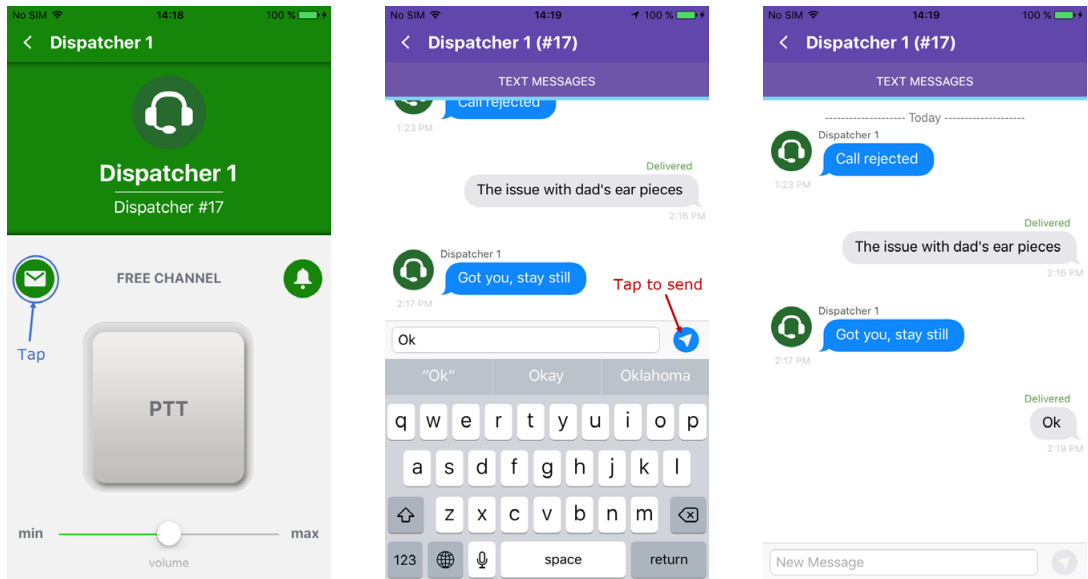 No SIM 14:18 100 %
Dispatcher 1
Dispatcher 1
Dispatcher #17
FREE CHANNEL
Tap
PTT
min max
volume
No SIM 14:19 100 %
Dispatcher 1 (#17)
TEXT MESSAGES
Call rejected
1:23 PM
Delivered
The issue with dad's ear pieces
2:16 PM
Dispatcher 1
Got you, stay still
2:17 PM
Tap to send
Ok
"Ok" Okay Oklahoma
q w e r t y u i o p
a s d f g h j k l
z x c v b n m
123 space return
No SIM 14:19 100 %
Dispatcher 1 (#17)
TEXT MESSAGES
-------------------- Today --------------------
Dispatcher 1
Call rejected
1:23 PM
Delivered
The issue with dad's ear pieces
2:16 PM
Dispatcher 1
Got you, stay still
2:17 PM
Delivered
Ok
2:19 PM
New Message